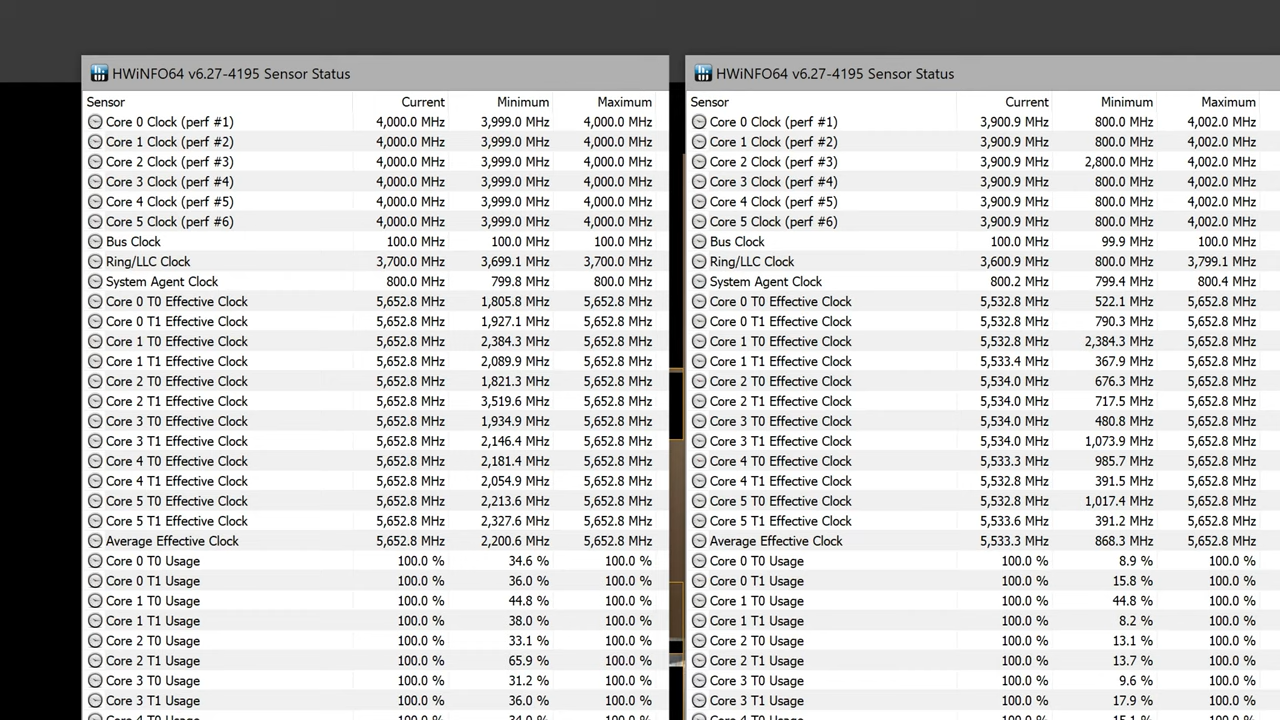 HWiNFO64 v6.27-4195 Sensor Status
Sensor Current Minimum Maximum
Core 0 Clock (perf #1) 4,000.0 MHz 3,999.0 MHz 4,000.0 MHz
Core 1 Clock (perf #2) 4,000.0 MHz 3,999.0 MHz 4,000.0 MHz
Core 2 Clock (perf #3) 4,000.0 MHz 3,999.0 MHz 4,000.0 MHz
Core 3 Clock (perf #4) 4,000.0 MHz 3,999.0 MHz 4,000.0 MHz
Core 4 Clock (perf #5) 4,000.0 MHz 3,999.0 MHz 4,000.0 MHz
Core 5 Clock (perf #6) 4,000.0 MHz 3,999.0 MHz 4,000.0 MHz
Bus Clock 100.0 MHz 100.0 MHz 100.0 MHz
Ring/LLC Clock 3,700.0 MHz 3,699.1 MHz 3,700.0 MHz
System Agent Clock 800.0 MHz 799.8 MHz 800.0 MHz
Core 0 T0 Effective Clock 5,652.8 MHz 1,805.8 MHz 5,652.8 MHz
Core 0 T1 Effective Clock 5,652.8 MHz 1,927.1 MHz 5,652.8 MHz
Core 1 T0 Effective Clock 5,652.8 MHz 2,384.3 MHz 5,652.8 MHz
Core 1 T1 Effective Clock 5,652.8 MHz 2,089.9 MHz 5,652.8 MHz
Core 2 T0 Effective Clock 5,652.8 MHz 1,821.3 MHz 5,652.8 MHz
Core 2 T1 Effective Clock 5,652.8 MHz 3,519.6 MHz 5,652.8 MHz
Core 3 T0 Effective Clock 5,652.8 MHz 1,934.9 MHz 5,652.8 MHz
Core 3 T1 Effective Clock 5,652.8 MHz 2,146.4 MHz 5,652.8 MHz
Core 4 T0 Effective Clock 5,652.8 MHz 2,181.4 MHz 5,652.8 MHz
Core 4 T1 Effective Clock 5,652.8 MHz 2,054.9 MHz 5,652.8 MHz
Core 5 T0 Effective Clock 5,652.8 MHz 2,213.6 MHz 5,652.8 MHz
Core 5 T1 Effective Clock 5,652.8 MHz 2,327.6 MHz 5,652.8 MHz
Average Effective Clock 5,652.8 MHz 2,200.6 MHz 5,652.8 MHz
Core 0 T0 Usage 100.0 % 34.6 % 100.0 %
Core 0 T1 Usage 100.0 % 36.0 % 100.0 %
Core 1 T0 Usage 100.0 % 44.8 % 100.0 %
Core 1 T1 Usage 100.0 % 38.0 % 100.0 %
Core 2 T0 Usage 100.0 % 33.1 % 100.0 %
Core 2 T1 Usage 100.0 % 65.9 % 100.0 %
Core 3 T0 Usage 100.0 % 31.2 % 100.0 %
Core 3 T1 Usage 100.0 % 36.0 % 100.0 %
HWiNFO64 v6.27-4195 Sensor Status
Sensor Current Minimum Maximum
Core 0 Clock (perf #1) 3,900.9 MHz 800.0 MHz 4,002.0 MHz
Core 1 Clock (perf #2) 3,900.9 MHz 800.0 MHz 4,002.0 MHz
Core 2 Clock (perf #3) 3,900.9 MHz 2,800.0 MHz 4,002.0 MHz
Core 3 Clock (perf #4) 3,900.9 MHz 800.0 MHz 4,002.0 MHz
Core 4 Clock (perf #5) 3,900.9 MHz 800.0 MHz 4,002.0 MHz
Core 5 Clock (perf #6) 3,900.9 MHz 800.0 MHz 4,002.0 MHz
Bus Clock 100.0 MHz 99.9 MHz 100.0 MHz
Ring/LLC Clock 3,600.9 MHz 800.0 MHz 3,799.1 MHz
System Agent Clock 800.2 MHz 799.4 MHz 800.4 MHz
Core 0 T0 Effective Clock 5,532.8 MHz 522.1 MHz 5,652.8 MHz
Core 0 T1 Effective Clock 5,532.8 MHz 790.3 MHz 5,652.8 MHz
Core 1 T0 Effective Clock 5,532.8 MHz 2,384.3 MHz 5,652.8 MHz
Core 1 T1 Effective Clock 5,533.4 MHz 367.9 MHz 5,652.8 MHz
Core 2 T0 Effective Clock 5,534.0 MHz 676.3 MHz 5,652.8 MHz
Core 2 T1 Effective Clock 5,534.0 MHz 717.5 MHz 5,652.8 MHz
Core 3 T0 Effective Clock 5,534.0 MHz 480.8 MHz 5,652.8 MHz
Core 3 T1 Effective Clock 5,534.0 MHz 1,073.9 MHz 5,652.8 MHz
Core 4 T0 Effective Clock 5,533.3 MHz 985.7 MHz 5,652.8 MHz
Core 4 T1 Effective Clock 5,532.8 MHz 391.5 MHz 5,652.8 MHz
Core 5 T0 Effective Clock 5,532.8 MHz 1,017.4 MHz 5,652.8 MHz
Core 5 T1 Effective Clock 5,533.6 MHz 391.2 MHz 5,652.8 MHz
Average Effective Clock 5,533.3 MHz 868.3 MHz 5,652.8 MHz
Core 0 T0 Usage 100.0 % 8.9 % 100.0 %
Core 0 T1 Usage 100.0 % 15.8 % 100.0 %
Core 1 T0 Usage 100.0 % 44.8 % 100.0 %
Core 1 T1 Usage 100.0 % 8.2 % 100.0 %
Core 2 T0 Usage 100.0 % 13.1 % 100.0 %
Core 2 T1 Usage 100.0 % 13.7 % 100.0 %
Core 3 T0 Usage 100.0 % 9.6 % 100.0 %
Core 3 T1 Usage 100.0 % 17.9 % 100.0 %